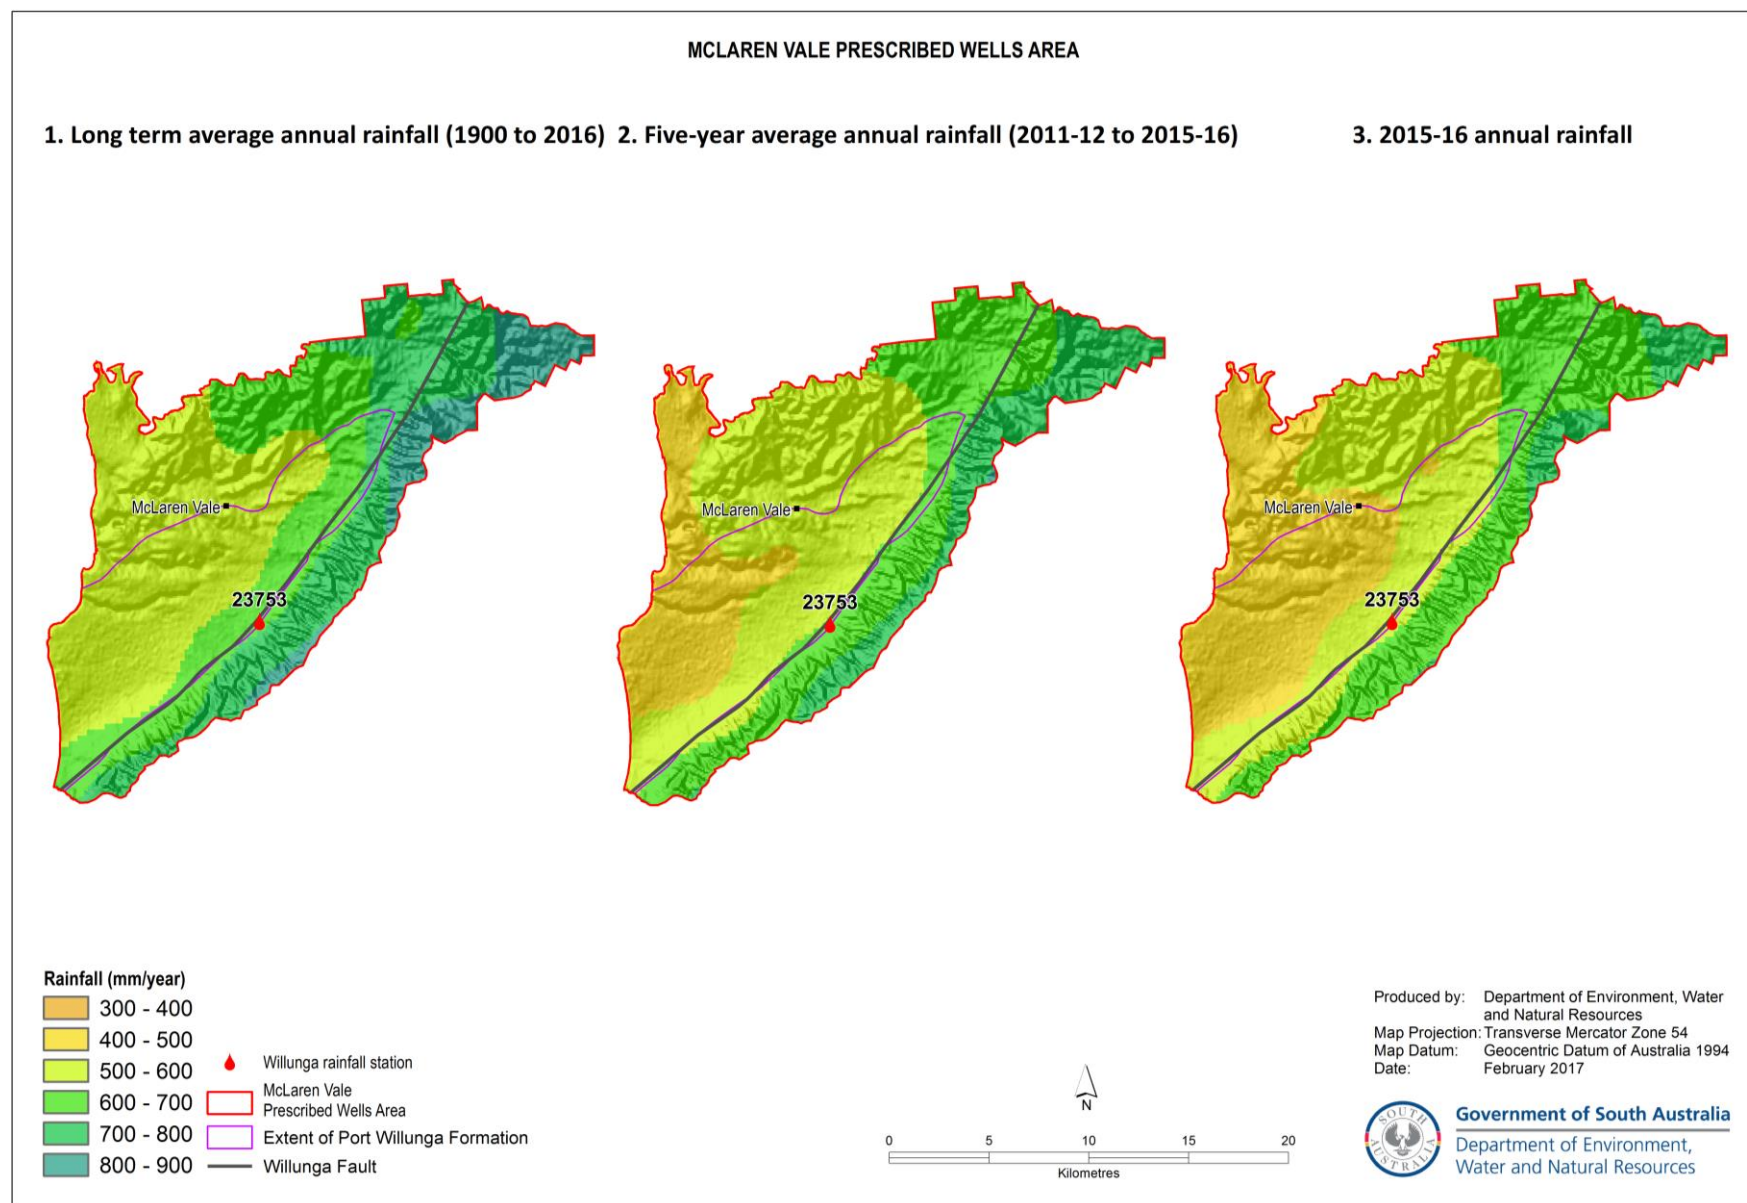 MCLAREN VALE PRESCRIBED WELLS AREA
1. Long term average annual rainfall (1900 to 2016)
2. Five-year average annual rainfall (2011-12 to 2015-16)
3. 2015-16 annual rainfall
McLaren Vale
23753
McLaren Vale
23753
McLaren Vale
23753
Rainfall (mm/year)
300 - 400
400 - 500
500 - 600
600 - 700
700 - 800
800 - 900
Willunga rainfall station
McLaren Vale
Prescribed Wells Area
Extent of Port Willunga Formation
Willunga Fault
N
0 5 10 15 20
Kilometres
Produced by: Department of Environment, Water
and Natural Resources
Map Projection: Transverse Mercator Zone 54
Map Datum: Geocentric Datum of Australia 1994
Date: February 2017
SOUTH
AUSTRALIA
Government of South Australia
Department of Environment,
Water and Natural Resources